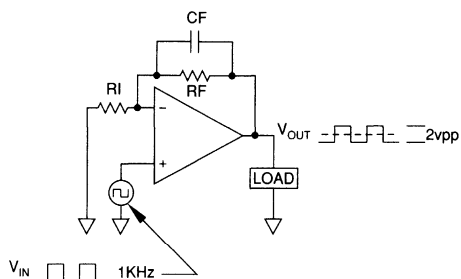 CF
RI
RF
−
+
VOUT
2vpp
LOAD
VIN
1KHz